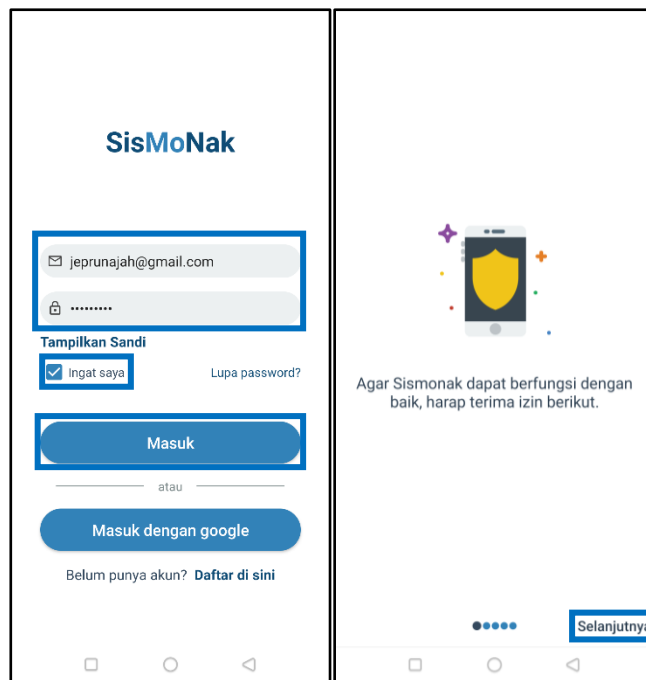 SisMoNak
jeprunajah@gmail.com
•••••••••
Tampilkan Sandi
Ingat saya
Lupa password?
Masuk
atau
Masuk dengan google
Belum punya akun? Daftar di sini
Agar Sismonak dapat berfungsi dengan
baik, harap terima izin berikut.
Selanjutnya